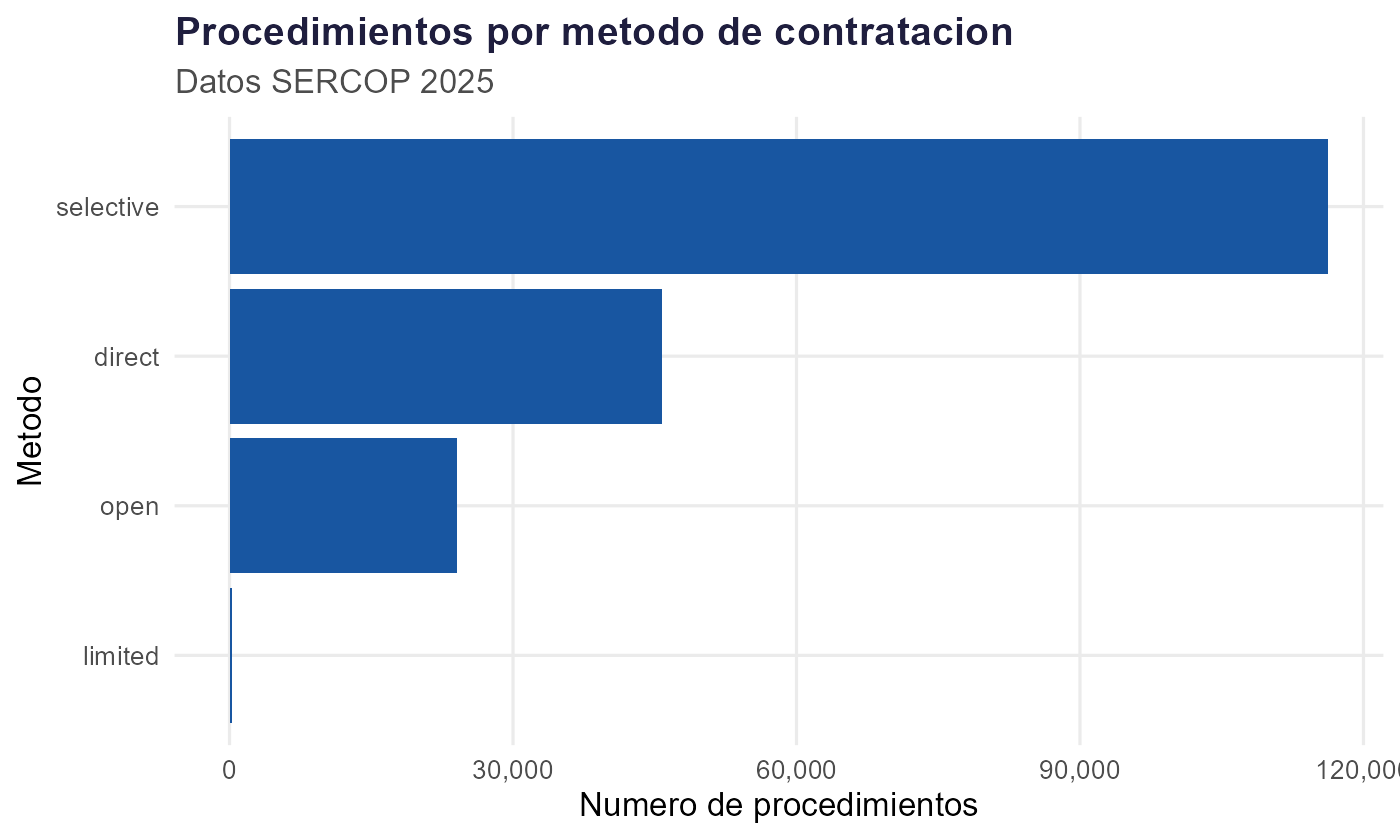 Procedimientos por metodo de contratacion
Datos SERCOP 2025
selective
direct
open
limited
Metodo
0 30,000 60,000 90,000 120,00
Numero de procedimientos